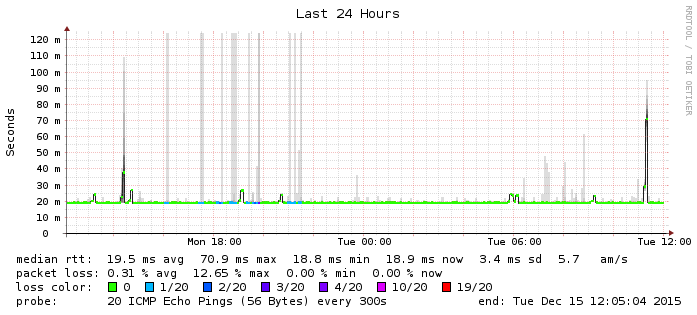 Last 24 Hours
RRDTOOL / TOBI OETIKER
Seconds
120 m
110 m
100 m
90 m
80 m
70 m
60 m
50 m
40 m
30 m
20 m
10 m
0
Mon 18:00 Tue 00:00 Tue 06:00 Tue 12:00
median rtt: 19.5 ms avg 70.9 ms max 18.8 ms min 18.9 ms now 3.4 ms sd 5.7 am/s
packet loss: 0.31 % avg 12.65 % max 0.00 % min 0.00 % now
loss color: 0 1/20 2/20 3/20 4/20 10/20 19/20
probe: 20 ICMP Echo Pings (56 Bytes) every 300s end: Tue Dec 15 12:05:04 2015